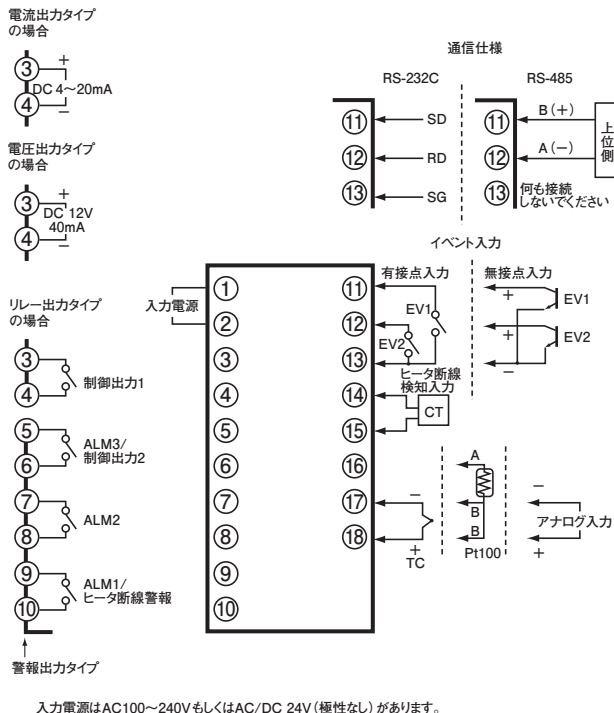 電流出力タイプ
の場合
③
+
DC 4～20mA
④
−
電圧出力タイプ
の場合
③
+
DC 12V
40mA
④
−
リレー出力タイプ
の場合
③
④
制御出力1
⑤
⑥
ALM3/
制御出力2
⑦
⑧
ALM2
⑨
⑩
ALM1/
ヒータ断線警報
警報出力タイプ
通信仕様
RS-232C
⑪
SD
⑫
RD
⑬
SG
RS-485
⑪
B（+）
⑫
A（−）
上位側
⑬
何も接続
しないでください
イベント入力
有接点入力
無接点入力
入力電源
①
②
③
④
⑤
⑥
⑦
⑧
⑨
⑩
⑪
⑫
⑬
⑭
⑮
⑯
⑰
⑱
EV1
EV2
+
EV1
+
EV2
−
ヒータ断線
検知入力
CT
−
+
TC
A
B
B
Pt100
−
アナログ入力
+
入力電源はAC100～240VもしくはAC/DC 24V（極性なし）があります。